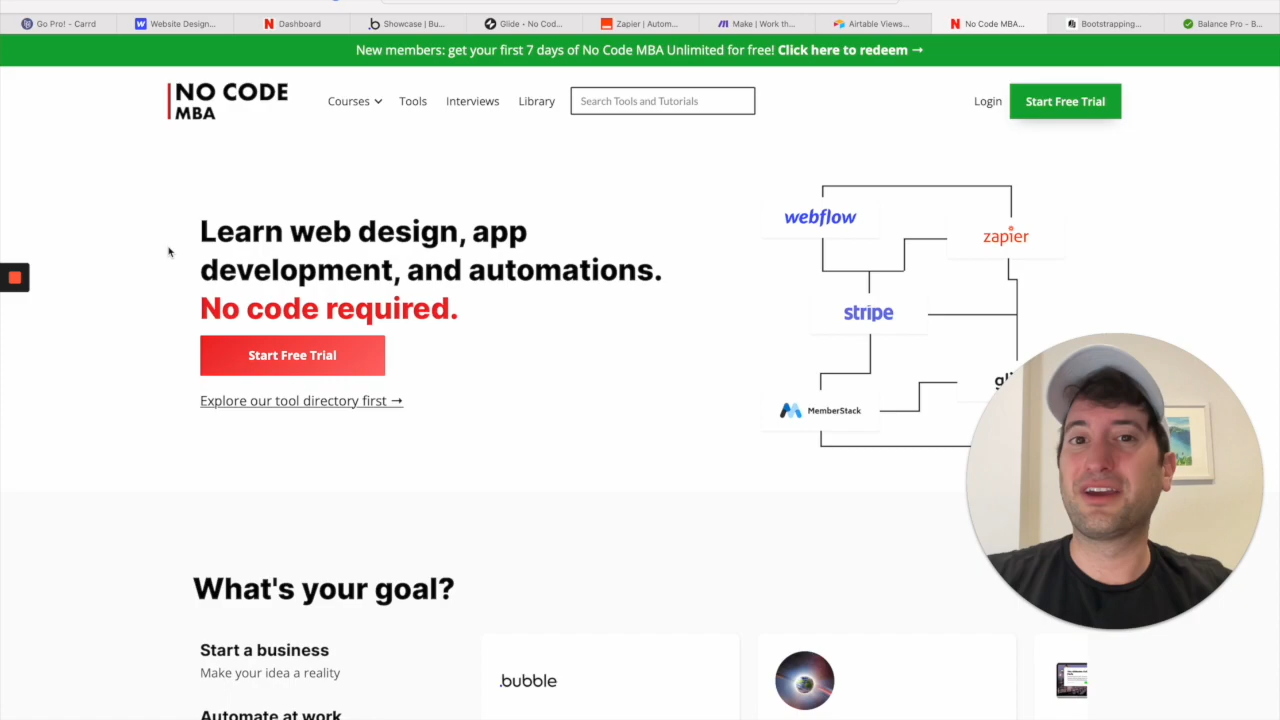 Go Pro! - Carrd
Website Design...
Dashboard
Showcase | Bu...
Glide • No Cod...
Zapier | Autom...
Make | Work th...
Airtable Views...
No Code MBA...
Bootstrapping...
Balance Pro - B...
New members: get your first 7 days of No Code MBA Unlimited for free! Click here to redeem →
NO CODE
MBA
Courses
Tools
Interviews
Library
Search Tools and Tutorials
Login
Start Free Trial
Learn web design, app
development, and automations.
No code required.
Start Free Trial
Explore our tool directory first →
webflow
zapier
stripe
gl
MemberStack
What's your goal?
Start a business
Make your idea a reality
Automate at work
.bubble